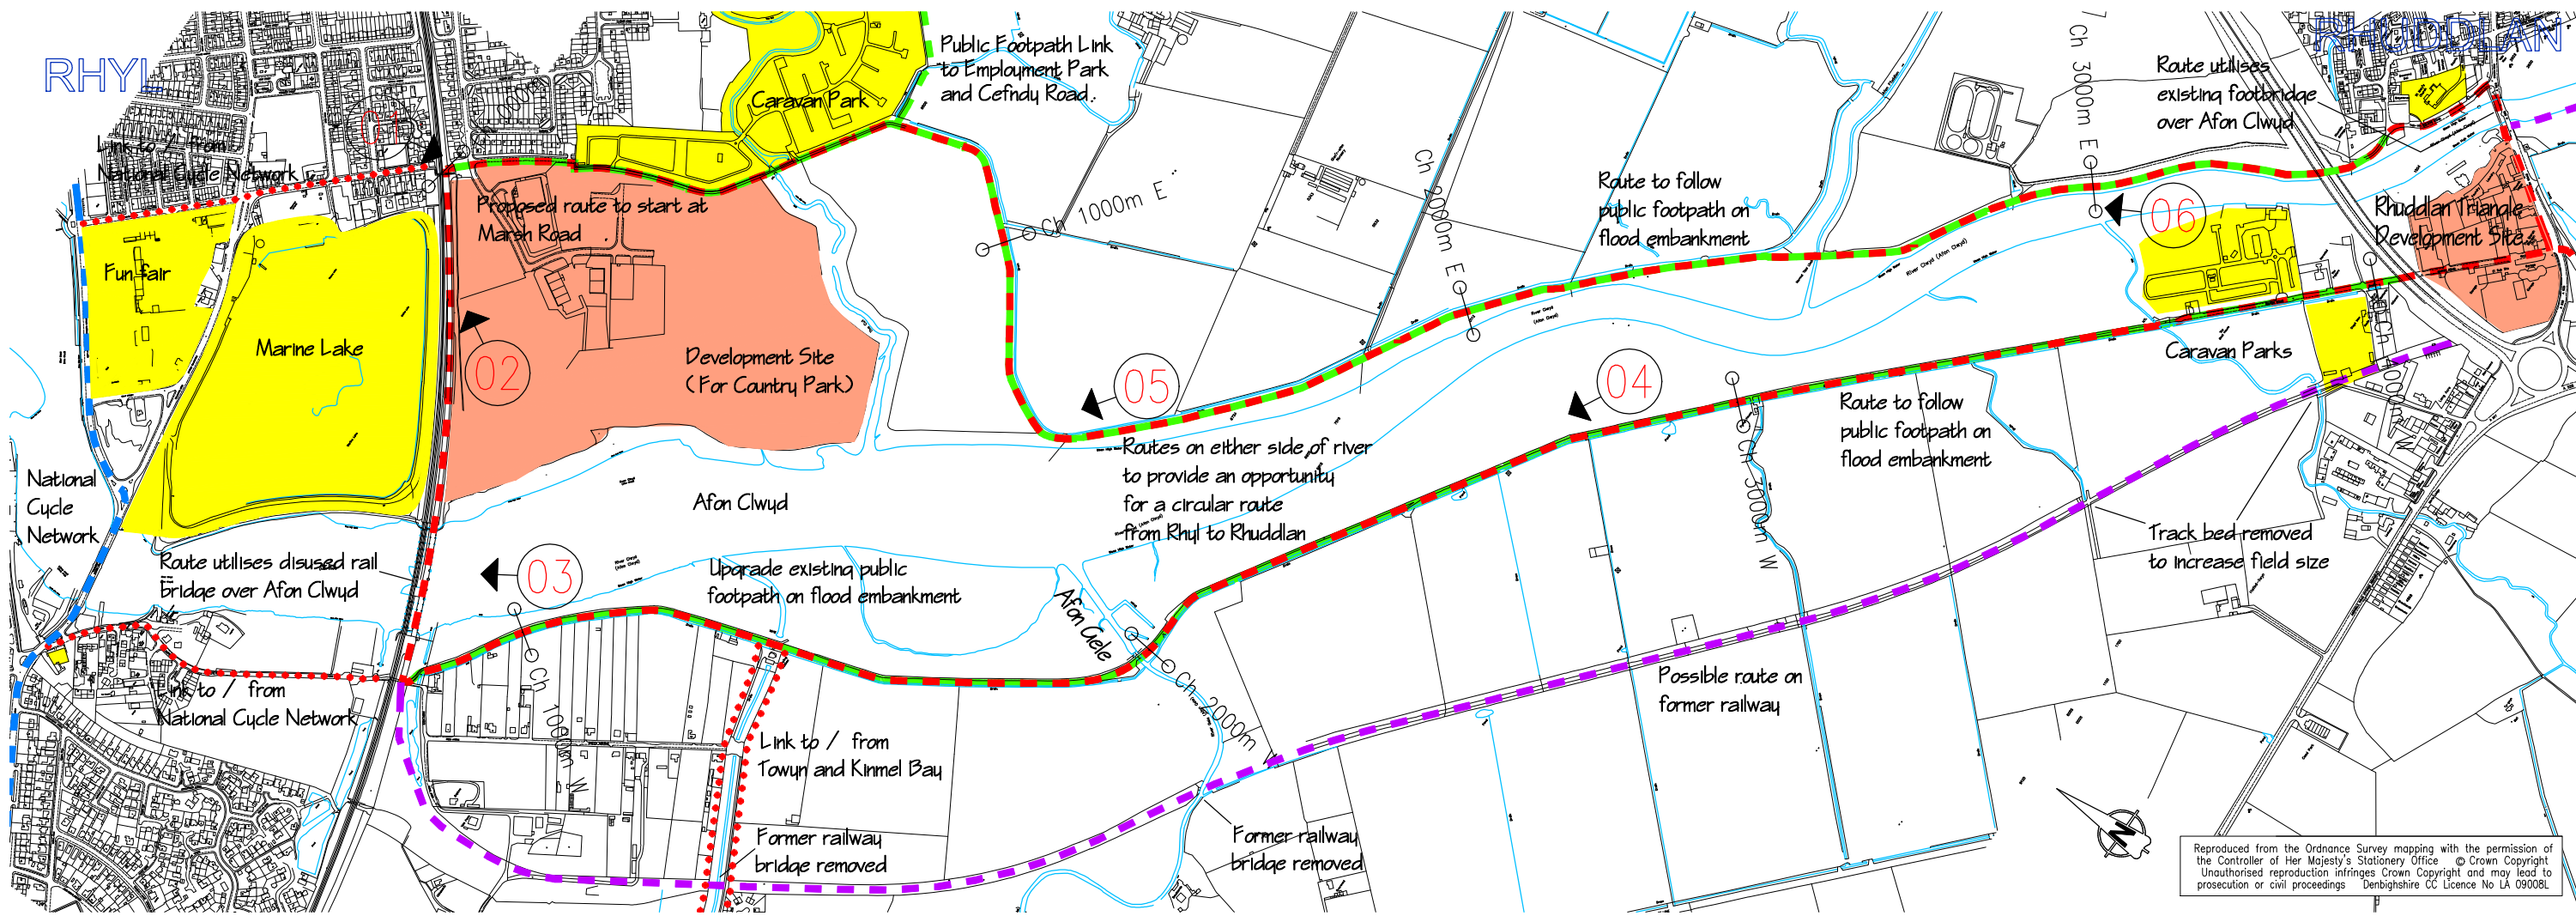 RHYL
RHUDDLAN
Public Footpath Link
to Employment Park
and Cefndy Road
Caravan Park
Route utilises
existing footbridge
over Afon Clwyd
01
Link to / from
National Cycle Network
Proposed route to start at
Marsh Road
Ch 1000m E
Ch 2000m E
Ch 3000m E
Route to follow
public footpath on
flood embankment
06
Rhuddlan Triangle
Development Site
Fun fair
Marine Lake
02
Development Site
(For Country Park)
05
04
Caravan Parks
Route to follow
public footpath on
flood embankment
National
Cycle
Network
Afon Clwyd
Routes on either side of river
to provide an opportunity
for a circular route
from Rhyl to Rhuddlan
Ch 3000m W
Track bed removed
to increase field size
Route utilises disused rail
bridge over Afon Clwyd
03
Upgrade existing public
footpath on flood embankment
Afon Gele
Ch 2000m W
Link to / from
National Cycle Network
Ch 1000m W
Possible route on
former railway
Link to / from
Towyn and Kinmel Bay
Former railway
bridge removed
Former railway
bridge removed
N
Reproduced from the Ordnance Survey mapping with the permission of
the Controller of Her Majesty's Stationery Office © Crown Copyright
Unauthorised reproduction infringes Crown Copyright and may lead to
prosecution or civil proceedings Denbighshire CC Licence No LA 09008L